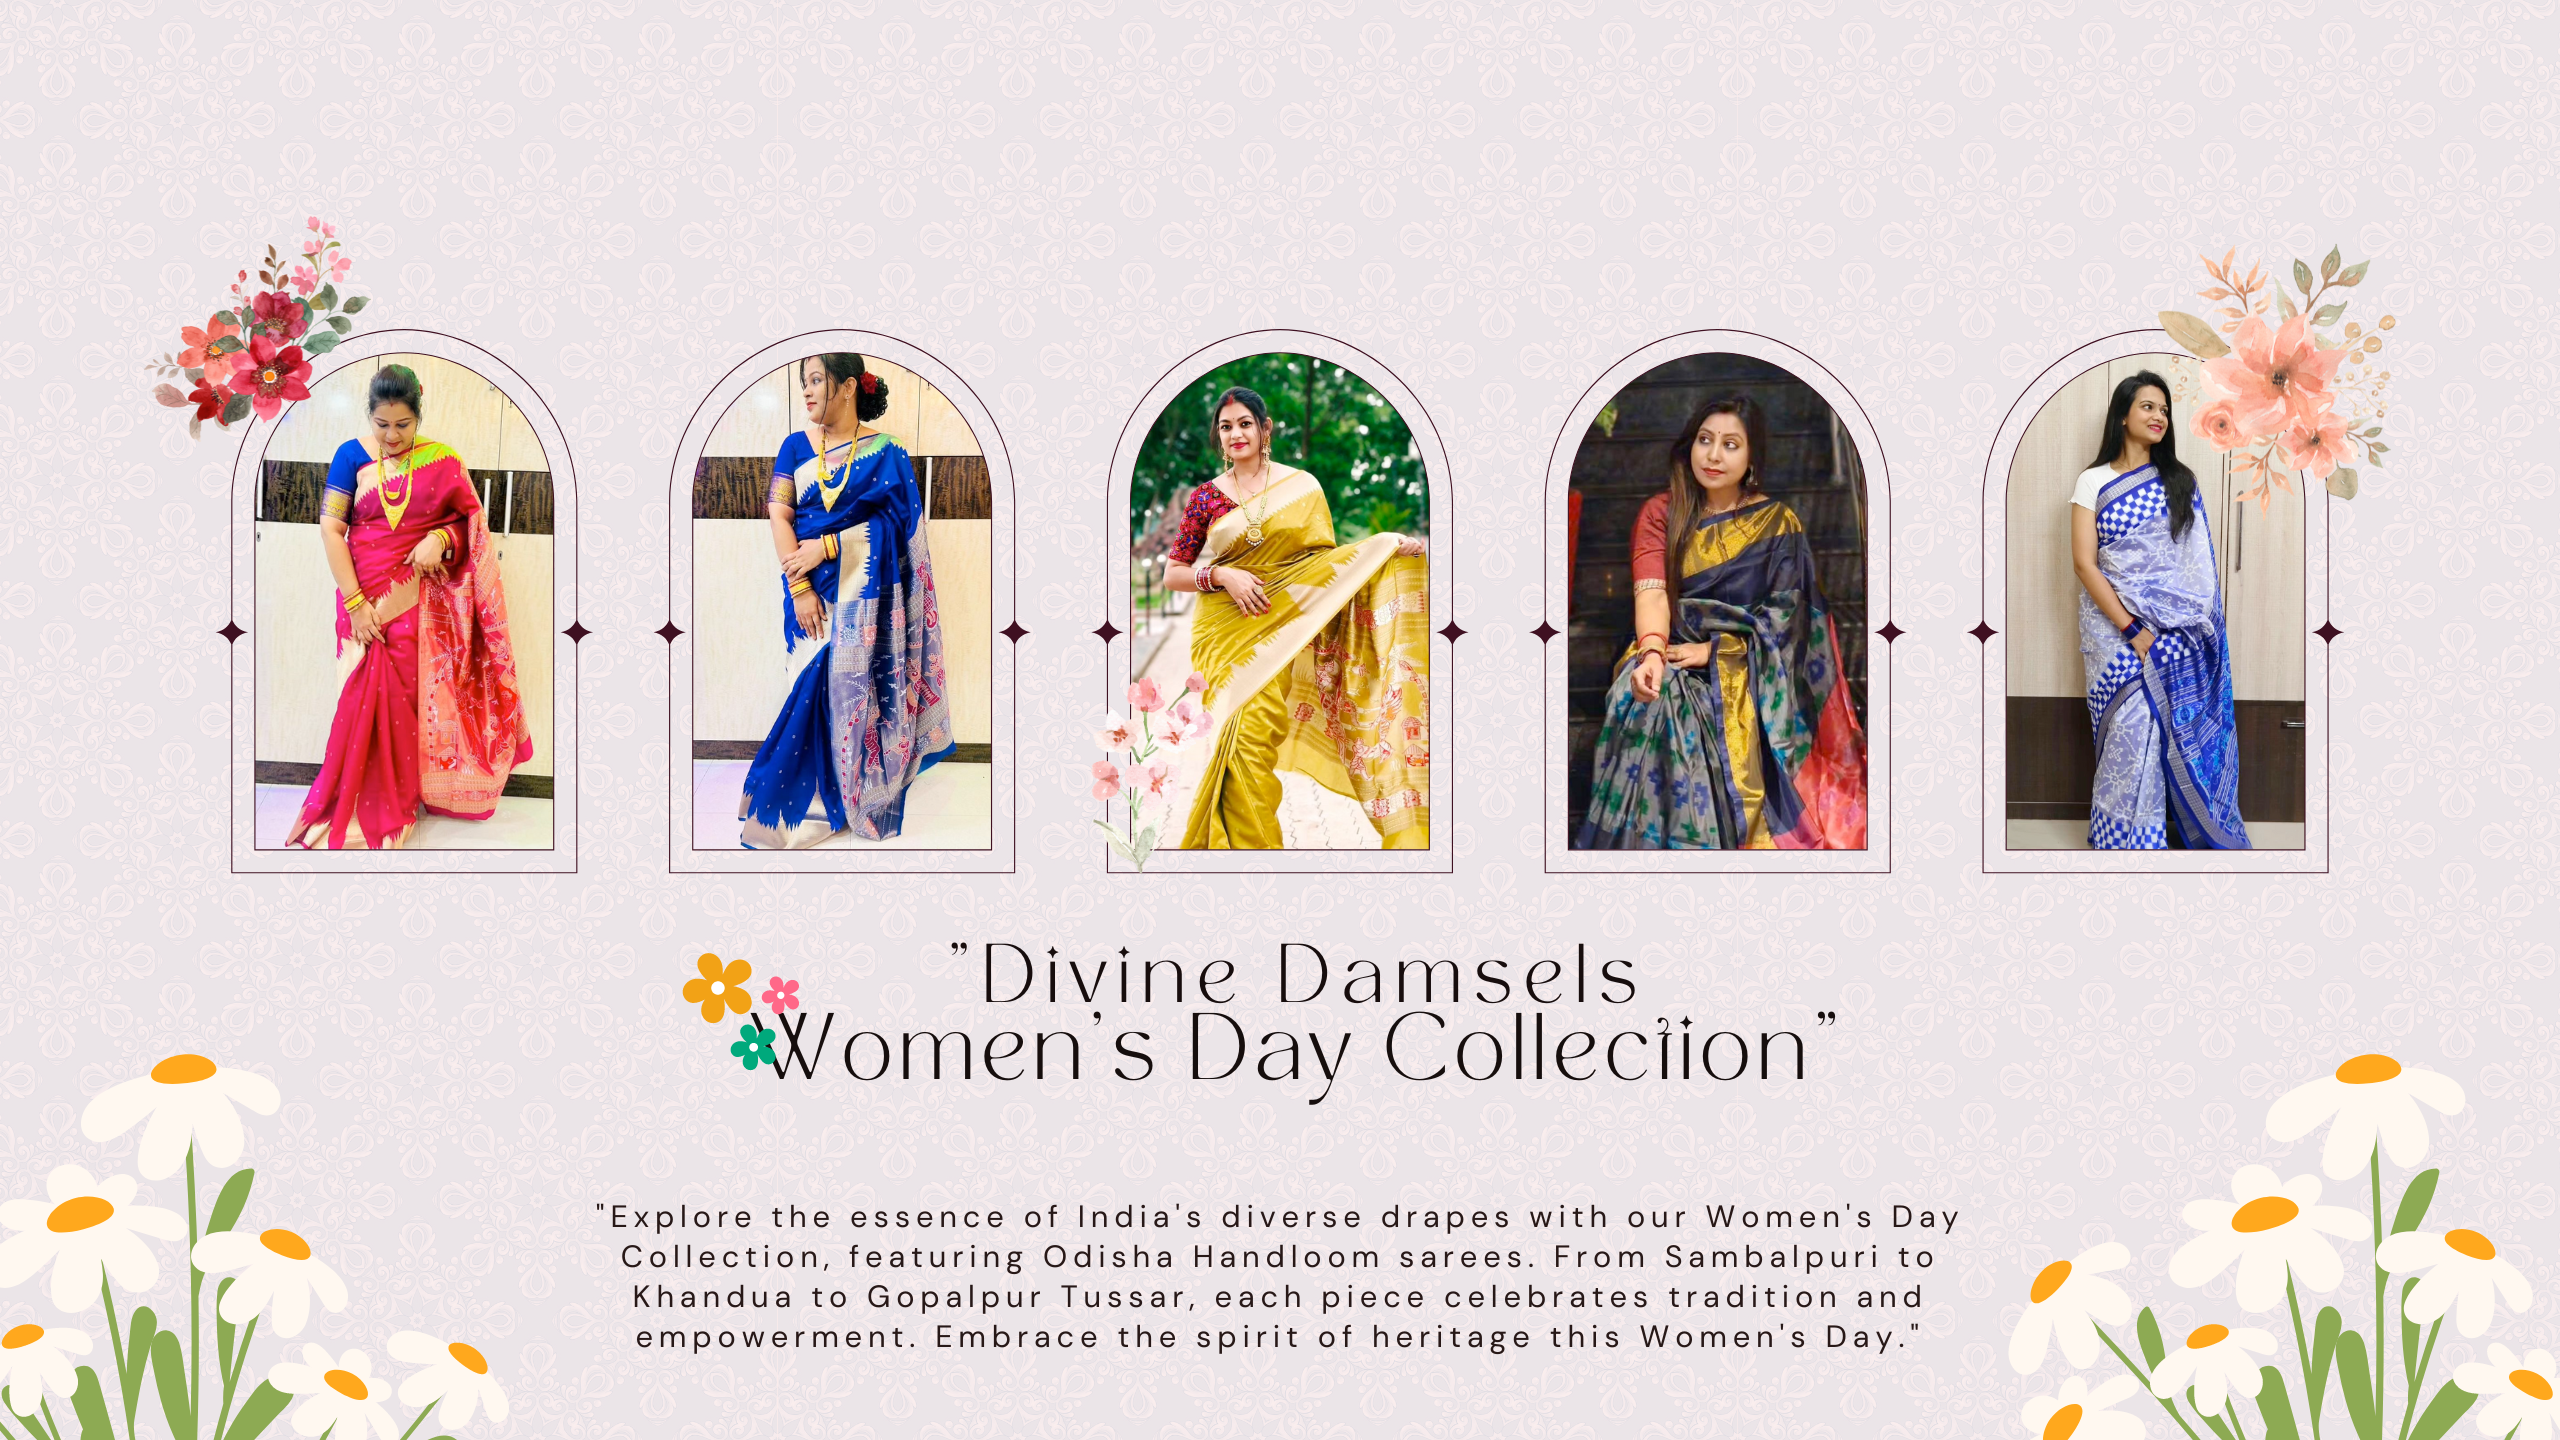 ”Divine Damsels
Women’s Day Collection”
"Explore the essence of India's diverse drapes with our Women's Day
Collection, featuring Odisha Handloom sarees. From Sambalpuri to
Khandua to Gopalpur Tussar, each piece celebrates tradition and
empowerment. Embrace the spirit of heritage this Women's Day."